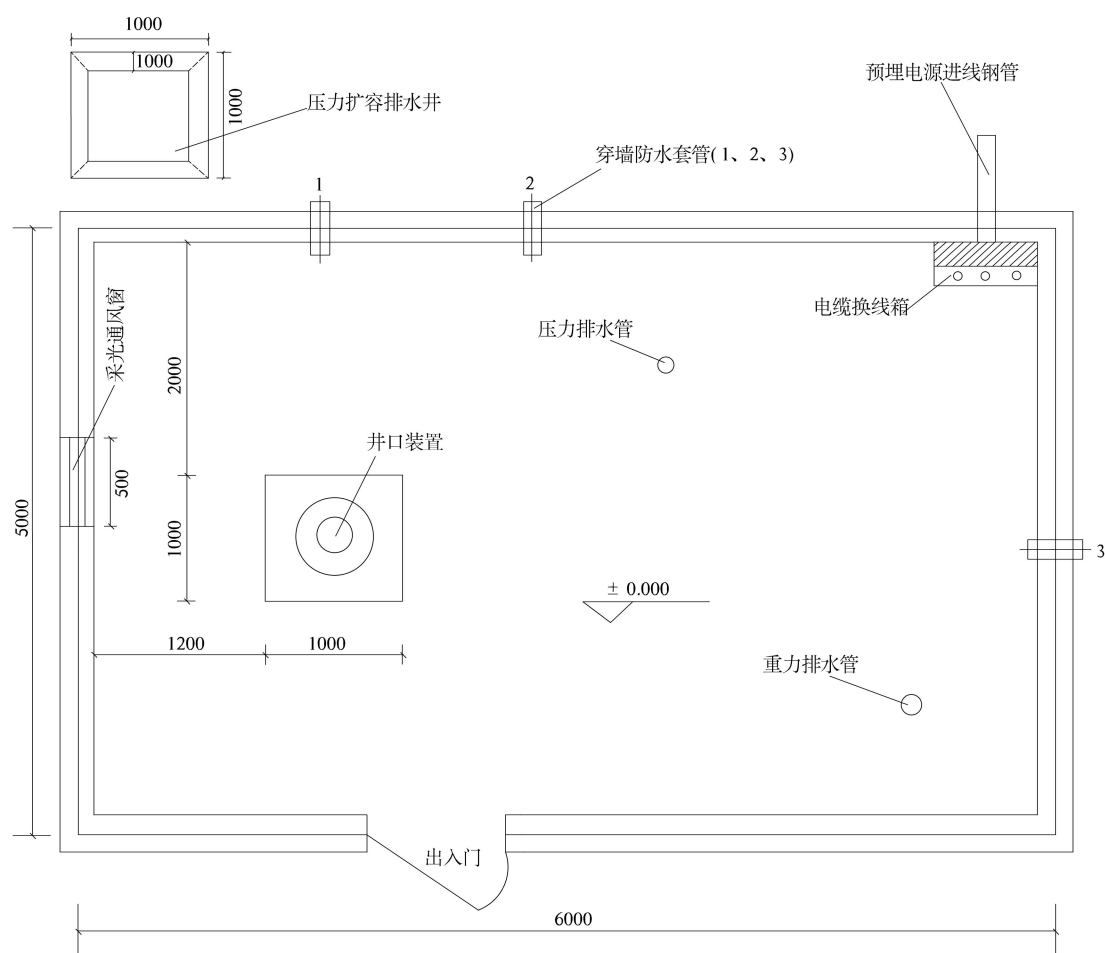 1000
1000
1000
压力扩容排水井
预埋电源进线钢管
穿墙防水套管(1、2、3)
1
2
采光通风窗
电缆换线箱
压力排水管
2000
井口装置
500
5000
1000
3
± 0.000
1200
1000
重力排水管
出入门
6000